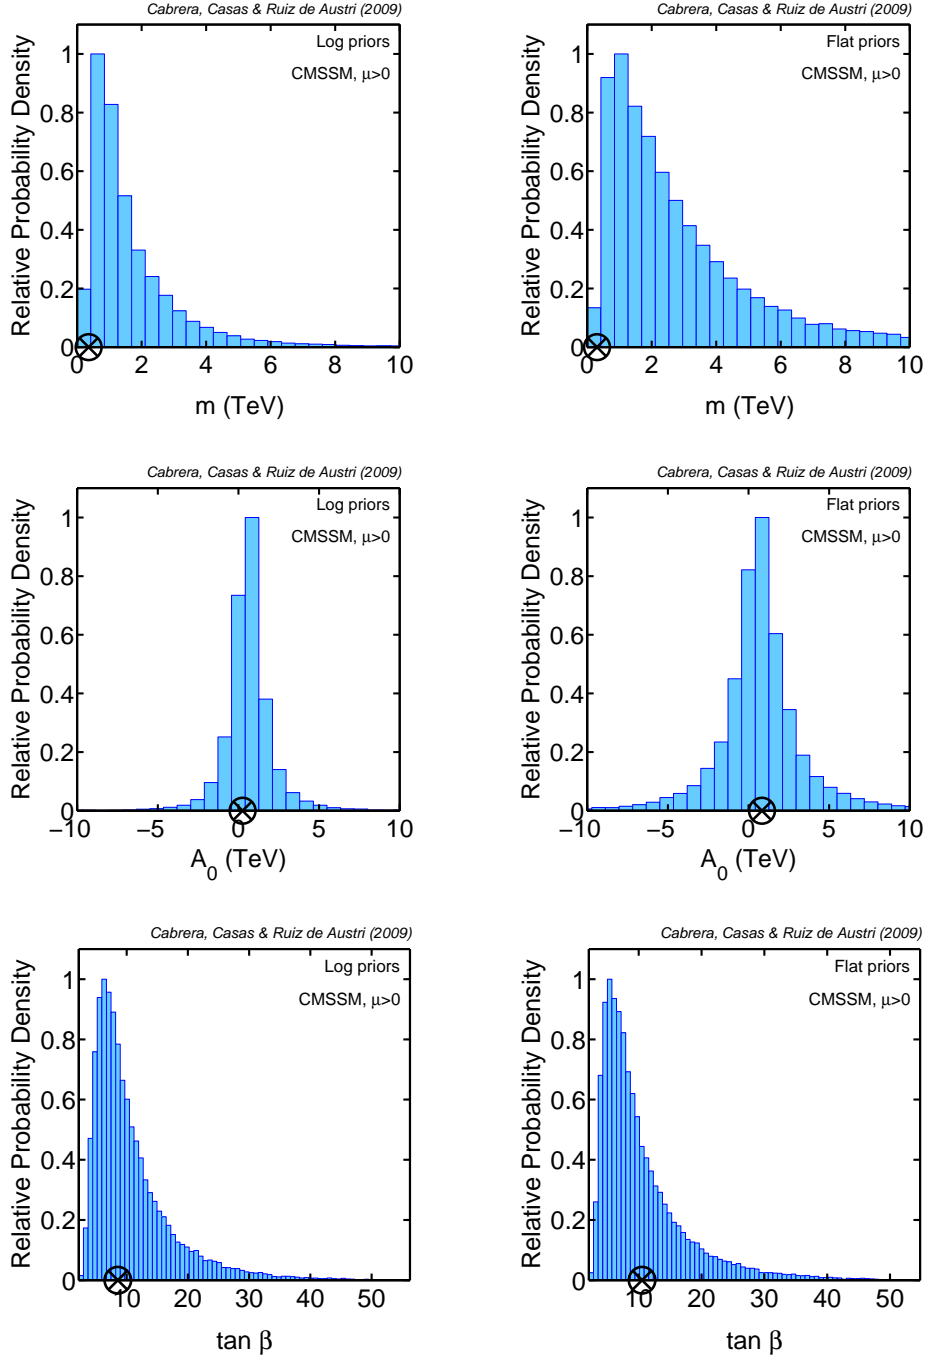 Cabrera, Casas & Ruiz de Austri (2009)
Log priors
CMSSM, μ>0
Relative Probability Density
1
0.8
0.6
0.4
0.2
0
0 2 4 6 8 10
m (TeV)
Cabrera, Casas & Ruiz de Austri (2009)
Flat priors
CMSSM, μ>0
Relative Probability Density
1
0.8
0.6
0.4
0.2
0
0 2 4 6 8 10
m (TeV)
Cabrera, Casas & Ruiz de Austri (2009)
Log priors
CMSSM, μ>0
Relative Probability Density
1
0.8
0.6
0.4
0.2
0
−10 −5 0 5 10
A_0 (TeV)
Cabrera, Casas & Ruiz de Austri (2009)
Flat priors
CMSSM, μ>0
Relative Probability Density
1
0.8
0.6
0.4
0.2
0
−10 −5 0 5 10
A_0 (TeV)
Cabrera, Casas & Ruiz de Austri (2009)
Log priors
CMSSM, μ>0
Relative Probability Density
1
0.8
0.6
0.4
0.2
0
10 20 30 40 50
tan β
Cabrera, Casas & Ruiz de Austri (2009)
Flat priors
CMSSM, μ>0
Relative Probability Density
1
0.8
0.6
0.4
0.2
0
10 20 30 40 50
tan β